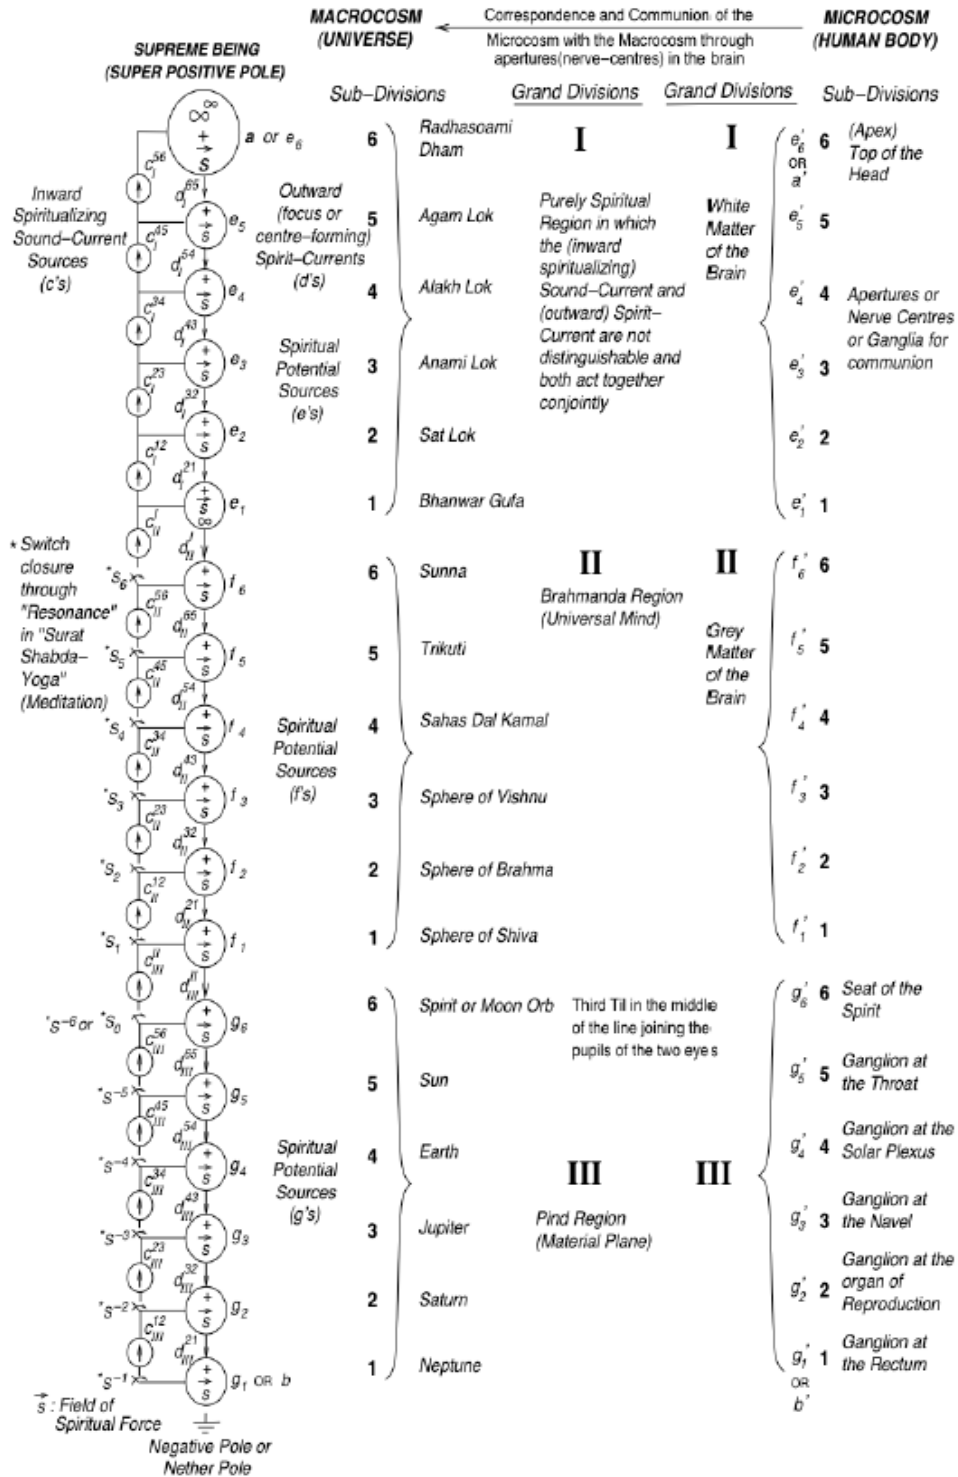 MACROCOSM
(UNIVERSE)
Correspondence and Communion of the
Microcosm with the Macrocosm through
apertures(nerve-centres) in the brain
MICROCOSM
(HUMAN BODY)
SUPREME BEING
(SUPER POSITIVE POLE)
Sub-Divisions
Grand Divisions
Grand Divisions
Sub-Divisions
a or e6
Inward
Spiritualizing
Sound-Current
Sources
(c's)
Outward
(focus or
centre-forming)
Spirit-Currents
(d's)
Spiritual
Potential
Sources
(e's)
6 Radhasoami
Dham
5 Agam Lok
4 Alakh Lok
3 Anami Lok
2 Sat Lok
1 Bhanwar Gufa
I
Purely Spiritual
Region in which
the (inward
spiritualizing)
Sound-Current and
(outward) Spirit-
Current are not
distinguishable and
both act together
conjointly
I
White
Matter
of the
Brain
e'6 6 (Apex)
OR Top of the
a' Head
e'5 5
e'4 4 Apertures or
Nerve Centres
or Ganglia for
e'3 3 communion
e'2 2
e'1 1
e5
e4
e3
e2
e1
* Switch
closure
through
"Resonance"
in "Surat
Shabda-
Yoga"
(Meditation)
*S6
*S5
*S4
*S3
*S2
*S1
f6
f5
f4
f3
f2
f1
Spiritual
Potential
Sources
(f's)
6 Sunna
5 Trikuti
4 Sahas Dal Kamal
3 Sphere of Vishnu
2 Sphere of Brahma
1 Sphere of Shiva
II
Brahmanda Region
(Universal Mind)
II
Grey
Matter
of the
Brain
f'6 6
f'5 5
f'4 4
f'3 3
f'2 2
f'1 1
*S-6 or *S0
*S-5
*S-4
*S-3
*S-2
*S-1
g6
g5
g4
g3
g2
g1 OR b
Spiritual
Potential
Sources
(g's)
6 Spirit or Moon Orb
5 Sun
4 Earth
3 Jupiter
2 Saturn
1 Neptune
Third Til in the middle
of the line joining the
pupils of the two eyes
III
Pind Region
(Material Plane)
III
g'6 6 Seat of the
Spirit
g'5 5 Ganglion at
the Throat
g'4 4 Ganglion at the
Solar Plexus
g'3 3 Ganglion at
the Navel
g'2 2 Ganglion at the
organ of
Reproduction
g'1 1 Ganglion at
OR the Rectum
b'
s : Field of
Spiritual Force
Negative Pole or
Nether Pole